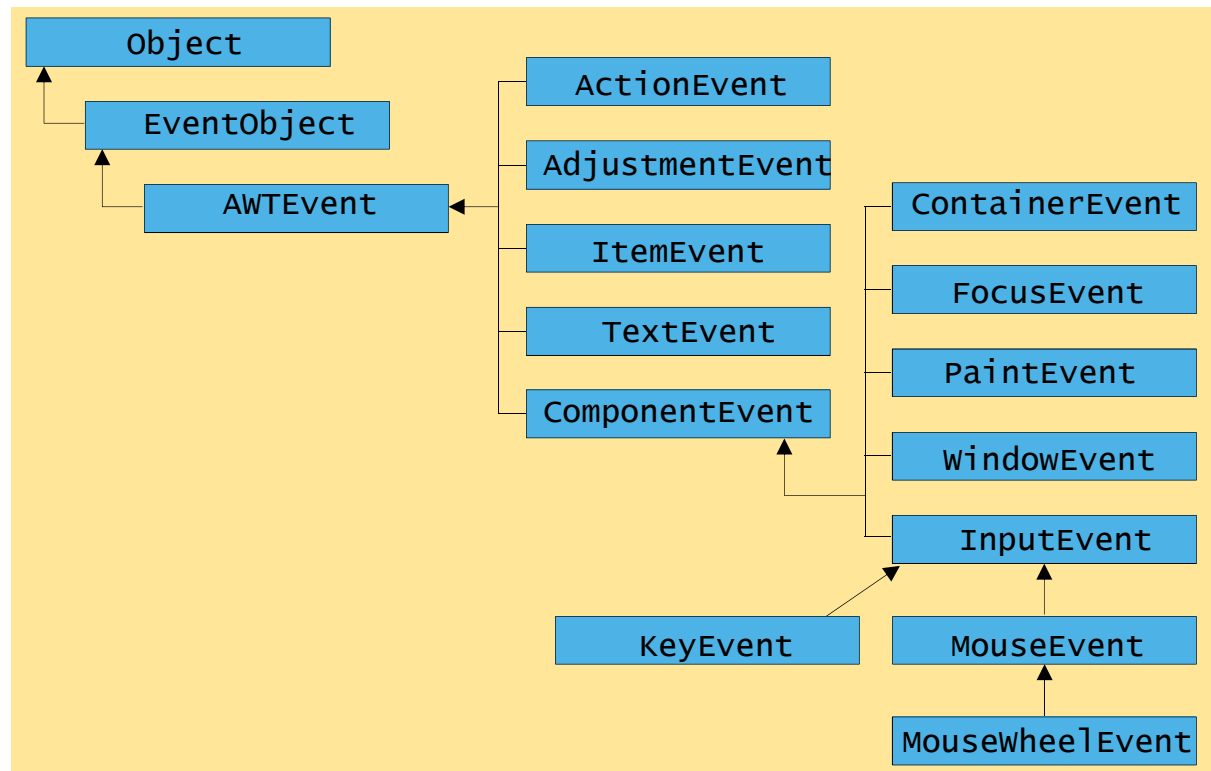 Object
EventObject
AWTEvent
ActionEvent
AdjustmentEvent
ItemEvent
TextEvent
ComponentEvent
ContainerEvent
FocusEvent
PaintEvent
WindowEvent
InputEvent
KeyEvent
MouseEvent
MouseWheelEvent